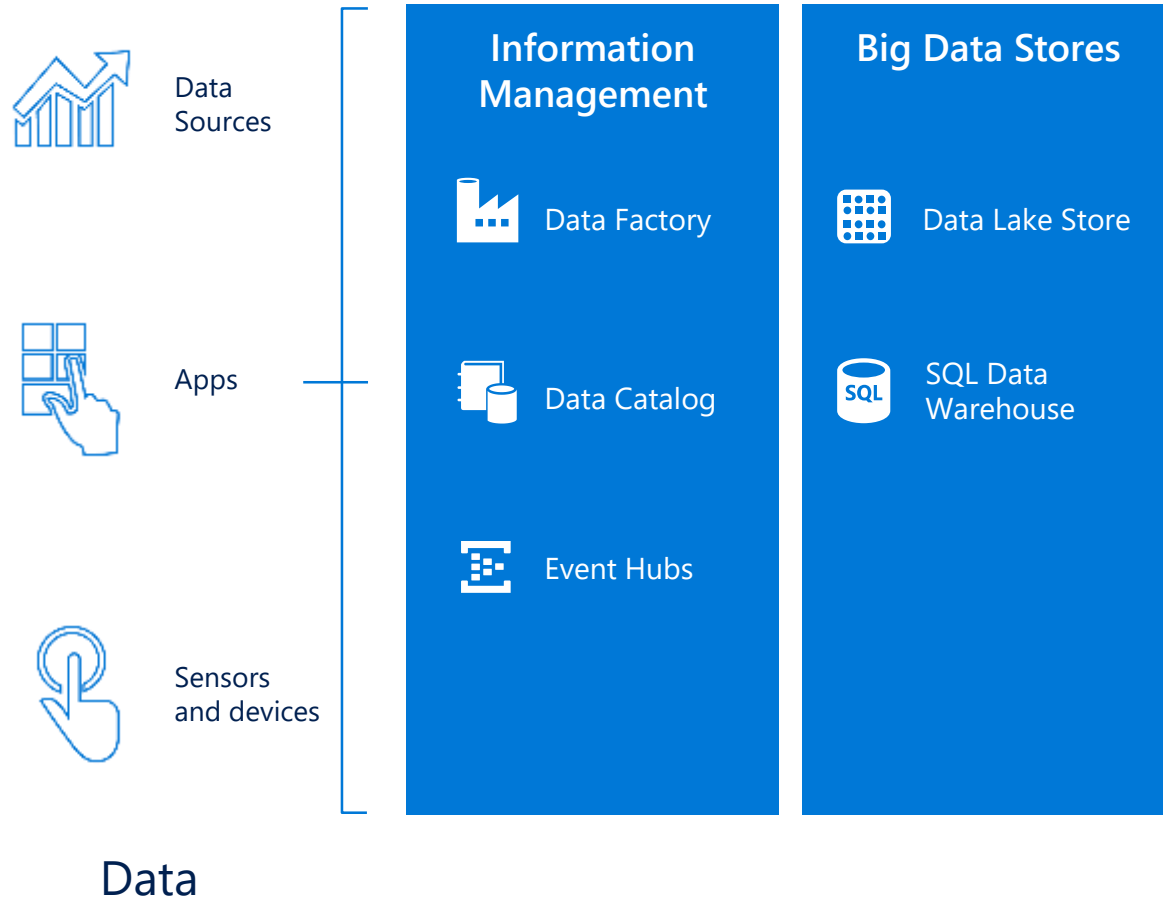 Data
Sources
Apps
Sensors
and devices
Data
Information
Management
Data Factory
Data Catalog
Event Hubs
Big Data Stores
Data Lake Store
SQL
SQL Data
Warehouse